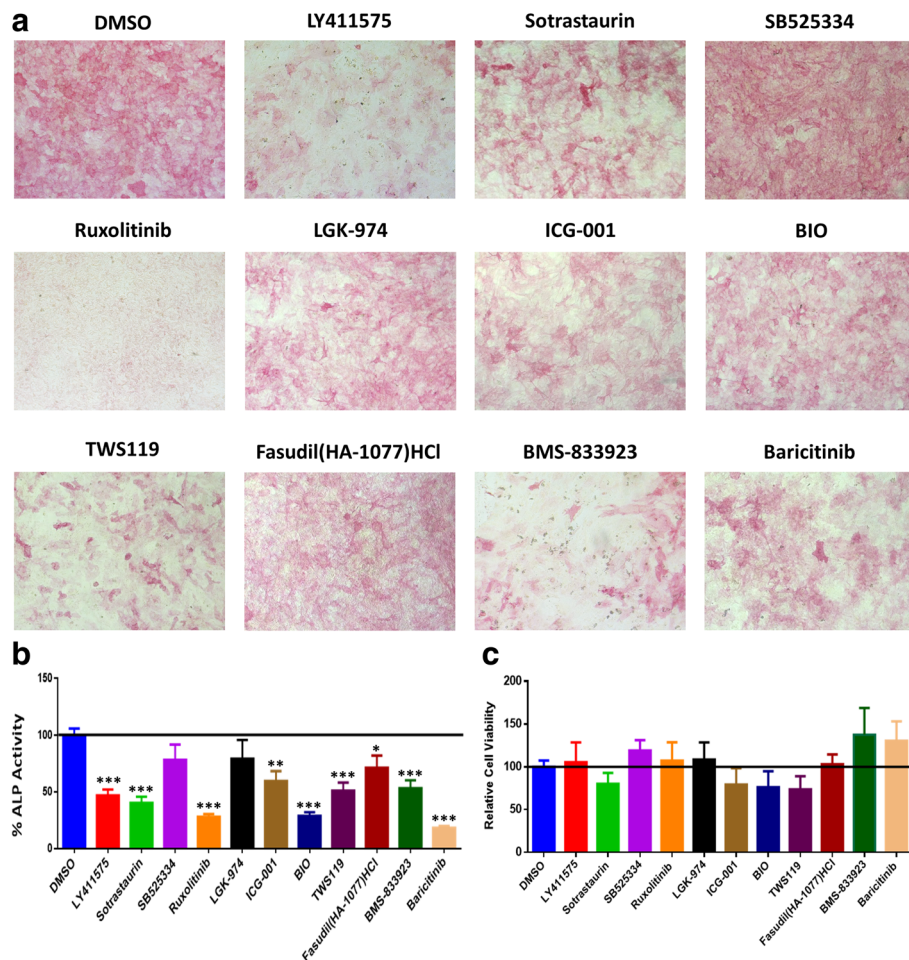 a
DMSO
LY411575
Sotrastaurin
SB525334
Ruxolitinib
LGK-974
ICG-001
BIO
TWS119
Fasudil(HA-1077)HCl
BMS-833923
Baricitinib
b
% ALP Activity
150
100
50
0
***
***
***
**
***
***
*
***
***
DMSO
LY411575
Sotrastaurin
SB525334
Ruxolitinib
LGK-974
ICG-001
BIO
TWS119
Fasudil(HA-1077)HCl
BMS-833923
Baricitinib
c
Relative Cell Viability
200
150
100
50
0
DMSO
LY411575
Sotrastaurin
SB525334
Ruxolitinib
LGK-974
ICG-001
BIO
TWS119
Fasudil(HA-1077)HCl
BMS-833923
Baricitinib